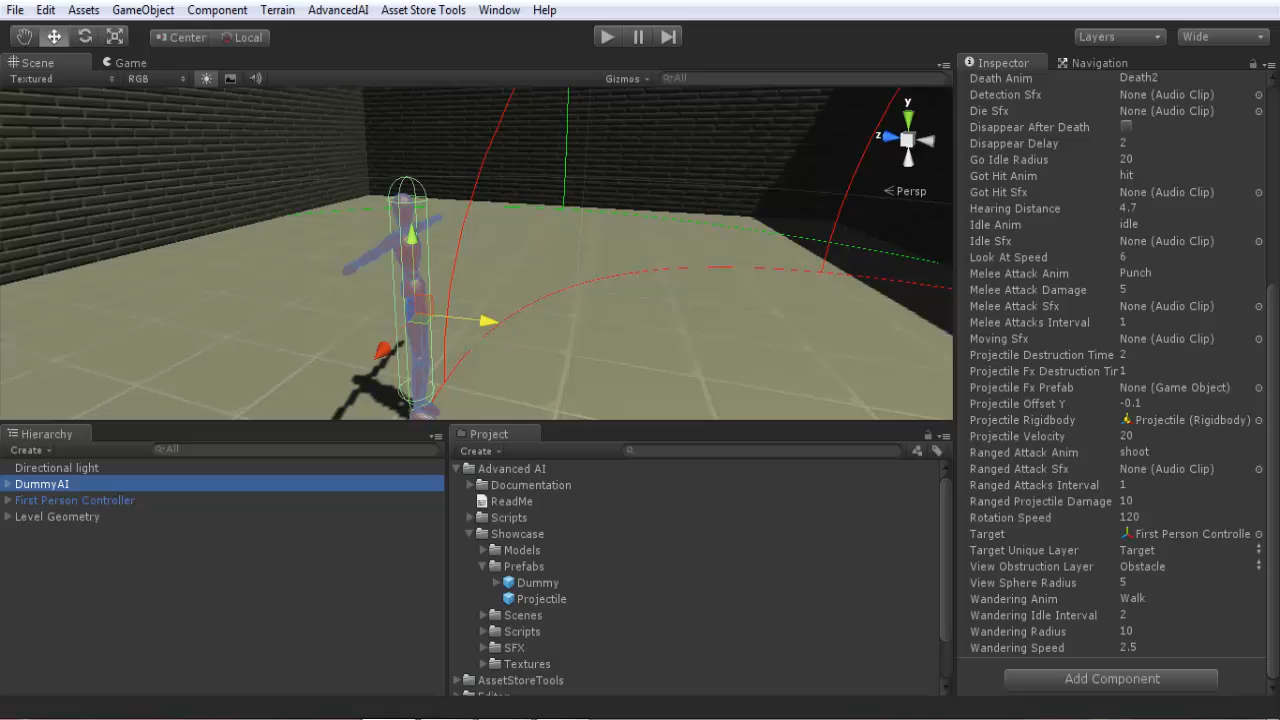 File Edit Assets GameObject Component Terrain AdvancedAI Asset Store Tools Window Help
Center Local Layers Wide
Scene Game Inspector Navigation
Textured RGB Gizmos All
Death Anim Death2
Detection Sfx None (Audio Clip)
Die Sfx None (Audio Clip)
Disappear After Death
Disappear Delay 2
Go Idle Radius 20
Got Hit Anim hit
Got Hit Sfx None (Audio Clip)
Hearing Distance 4.7
Idle Anim idle
Idle Sfx None (Audio Clip)
Look At Speed 6
Melee Attack Anim Punch
Melee Attack Damage 5
Melee Attack Sfx None (Audio Clip)
Melee Attacks Interval 1
Moving Sfx None (Audio Clip)
Projectile Destruction Time 2
Projectile Fx Destruction Tir 1
Projectile Fx Prefab None (Game Object)
Projectile Offset Y -0.1
Projectile Rigidbody Projectile (Rigidbody)
Projectile Velocity 20
Ranged Attack Anim shoot
Ranged Attack Sfx None (Audio Clip)
Ranged Attacks Interval 1
Ranged Projectile Damage 10
Rotation Speed 120
Target First Person Controlle
Target Unique Layer Target
View Obstruction Layer Obstacle
View Sphere Radius 5
Wandering Anim Walk
Wandering Idle Interval 2
Wandering Radius 10
Wandering Speed 2.5
Add Component
y
z
Persp
Hierarchy
Create All
Directional light
DummyAI
First Person Controller
Level Geometry
Project
Create
Advanced AI
Documentation
ReadMe
Scripts
Showcase
Models
Prefabs
Dummy
Projectile
Scenes
Scripts
SFX
Textures
AssetStoreTools